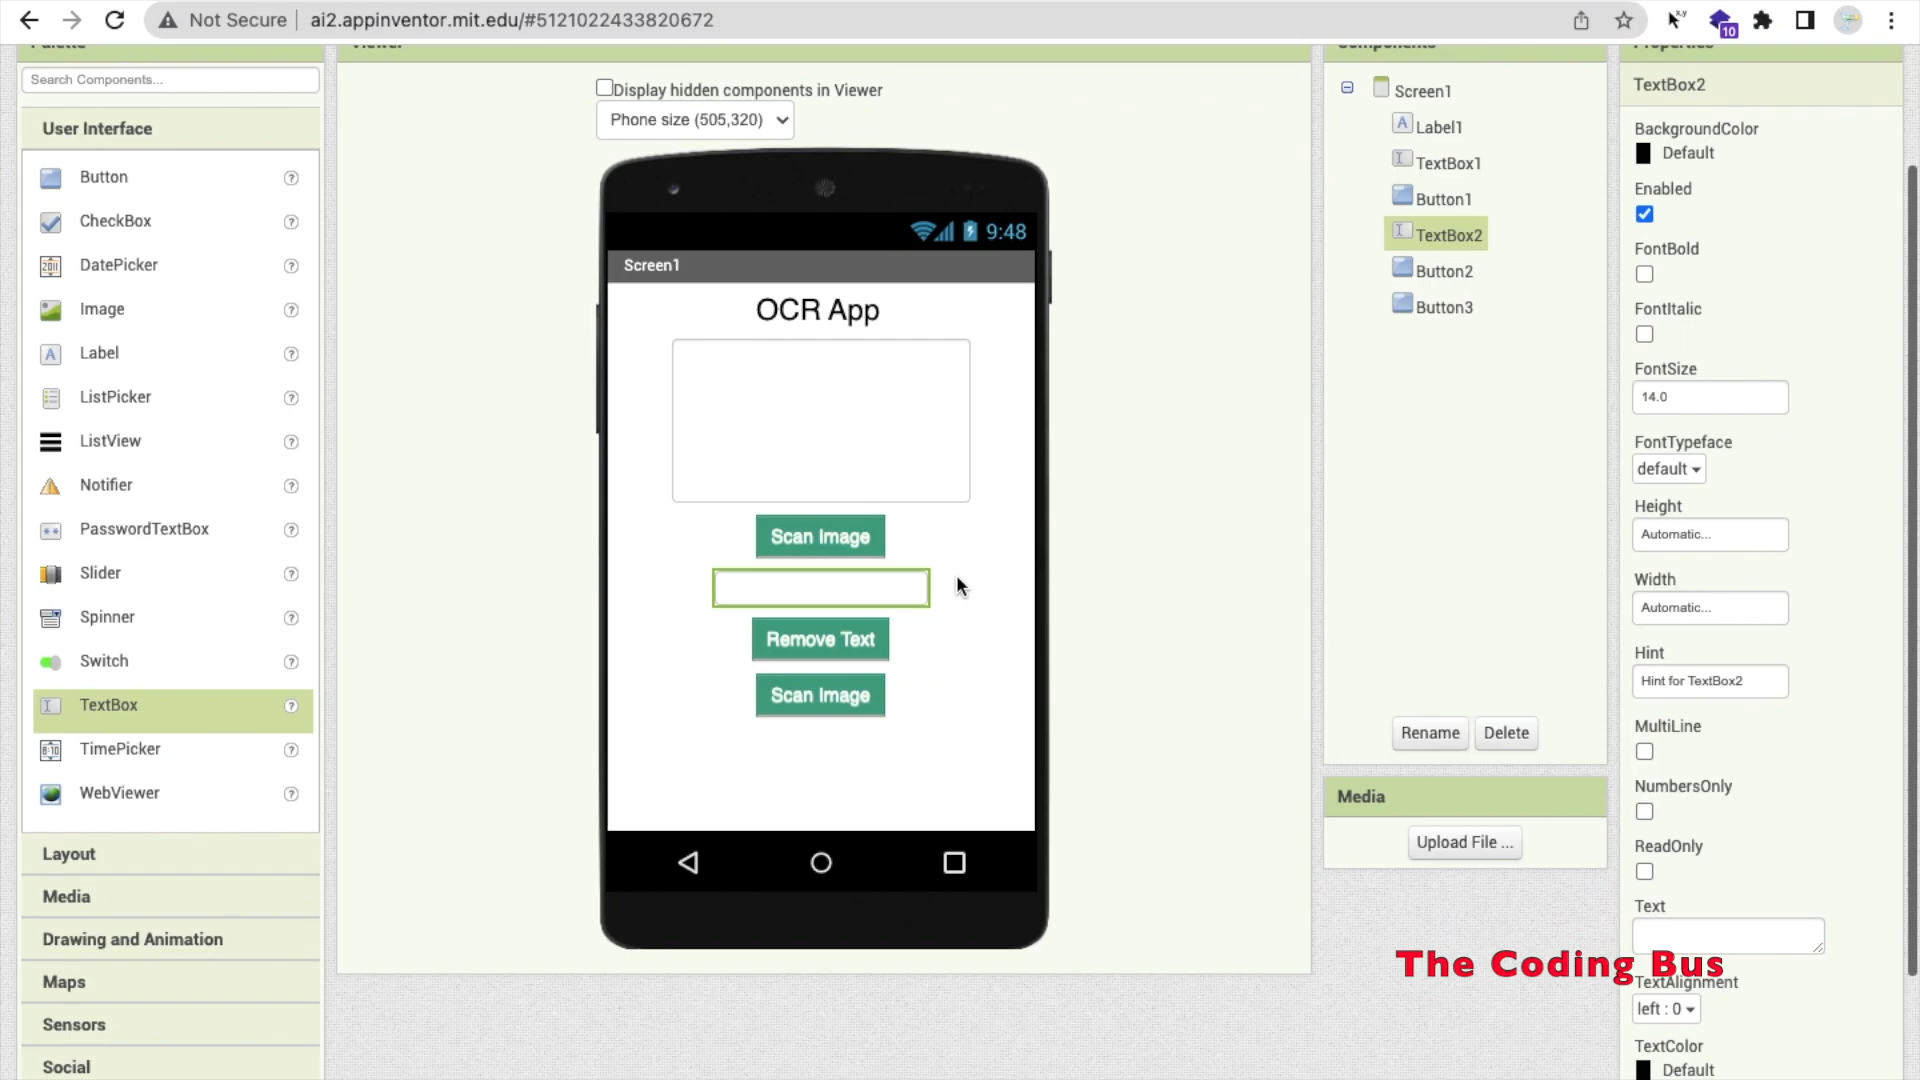 Not Secure
ai2.appinventor.mit.edu/#5121022433820672
x,y
10
Palette
Viewer
Components
Properties
Search Components...
User Interface
Button
CheckBox
DatePicker
Image
Label
ListPicker
ListView
Notifier
PasswordTextBox
Slider
Spinner
Switch
TextBox
TimePicker
WebViewer
Layout
Media
Drawing and Animation
Maps
Sensors
Social
Display hidden components in Viewer
Phone size (505,320)
9:48
Screen1
OCR App
Scan Image
Remove Text
Scan Image
Screen1
Label1
TextBox1
Button1
TextBox2
Button2
Button3
Rename
Delete
Media
Upload File ...
TextBox2
BackgroundColor
Default
Enabled
FontBold
FontItalic
FontSize
14.0
FontTypeface
default
Height
Automatic...
Width
Automatic...
Hint
Hint for TextBox2
MultiLine
NumbersOnly
ReadOnly
Text
The Coding Bus
TextAlignment
left : 0
TextColor
Default